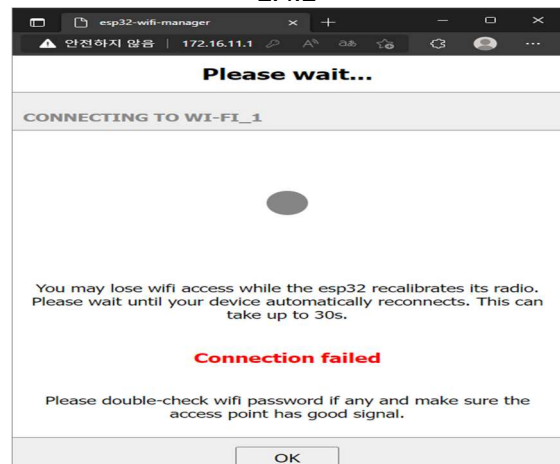 esp32-wifi-manager
안전하지 않음 | 172.16.11.1
Please wait...
CONNECTING TO WI-FI_1
You may lose wifi access while the esp32 recalibrates its radio.
Please wait until your device automatically reconnects. This can
take up to 30s.
Connection failed
Please double-check wifi password if any and make sure the
access point has good signal.
OK